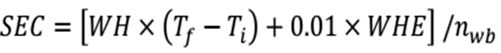 SEC = [WH × (T_f − T_i) + 0.01 × WHE] / n_wb